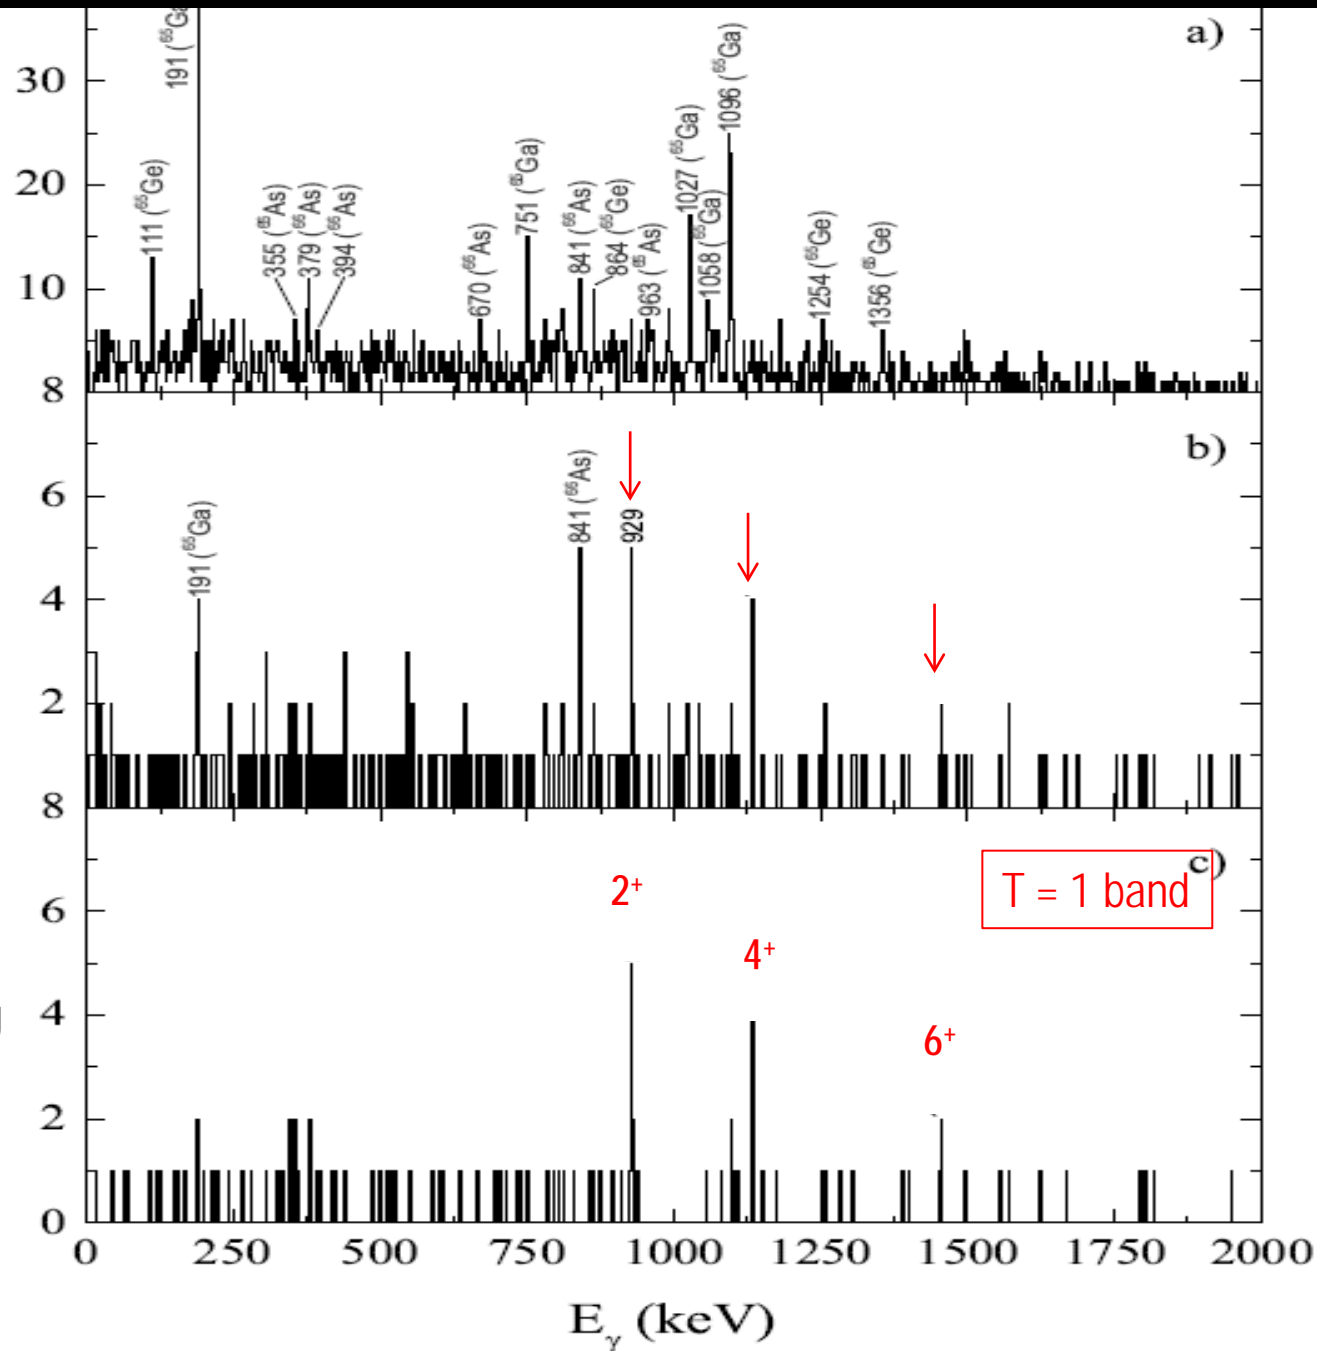 a)
30
20
10
8
191 (⁶⁵Ga
111 (⁶⁵Ge)
355 (⁶⁵As)
379 (⁶⁶As)
394 (⁶⁶As)
670 (⁶⁶As)
751 (⁶⁵Ga)
841 (⁶⁶As)
864 (⁶⁵Ge)
963 (⁶⁶As)
1027 (⁶⁵Ga)
1058 (⁶⁵Ga)
1096 (⁶⁵Ga)
1254 (⁶⁵Ge)
1356 (⁶⁵Ge)
b)
6
4
2
8
191 (⁶⁵Ga)
841 (⁶⁶As)
929
c)
T = 1 band
2⁺
4⁺
6⁺
6
4
2
0
0 250 500 750 1000 1250 1500 1750 2000
Eᵧ (keV)